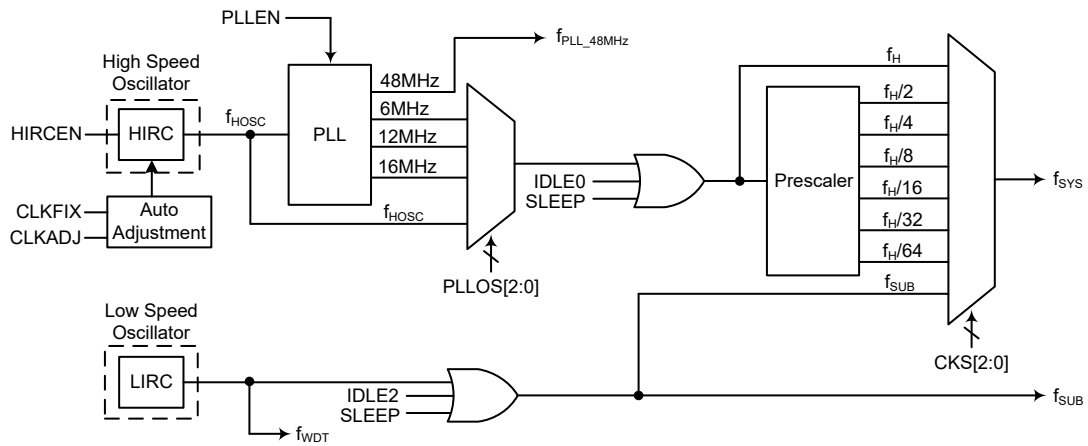 PLLEN
fPLL_48MHz
High Speed
Oscillator
48MHz
6MHz
12MHz
16MHz
HIRCEN
HIRC
fHOSC
PLL
fHOSC
CLKFIX
CLKADJ
Auto
Adjustment
PLLOS[2:0]
IDLE0
SLEEP
Prescaler
fH
fH/2
fH/4
fH/8
fH/16
fH/32
fH/64
fSUB
fSYS
CKS[2:0]
Low Speed
Oscillator
LIRC
IDLE2
SLEEP
fSUB
fWDT